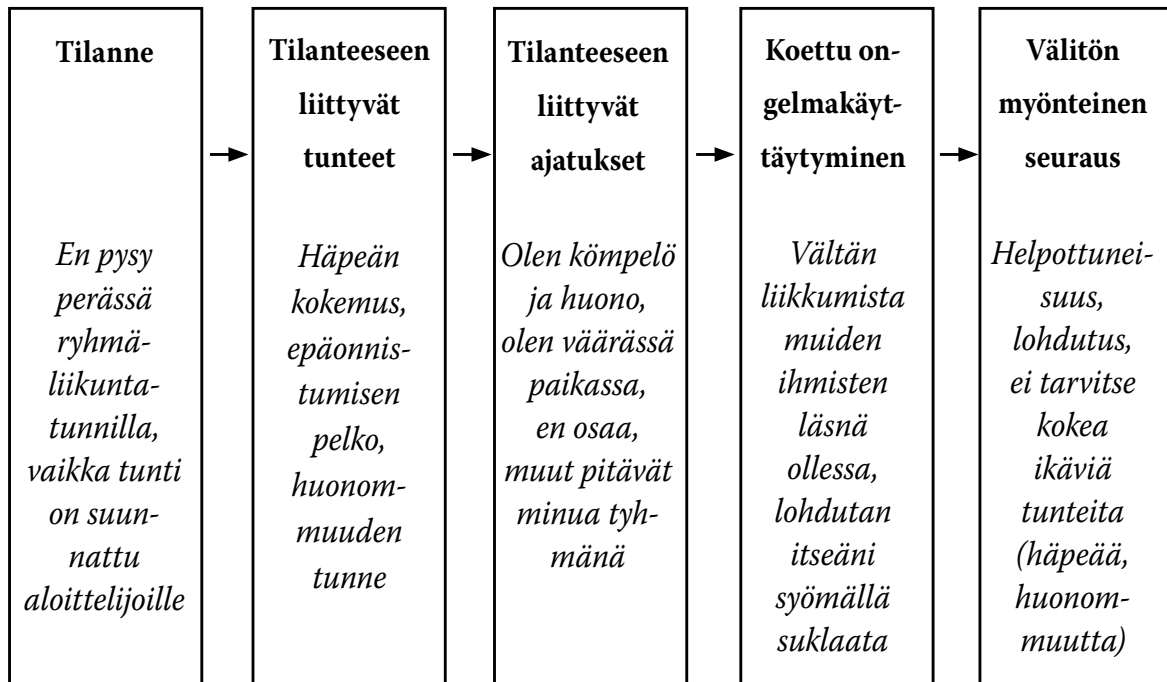 Tilanne
En pysy
perässä
ryhmä-
liikunta-
tunnilla,
vaikka tunti
on suun-
nattu
aloittelijoille
Tilanteeseen
liittyvät
tunteet
Häpeän
kokemus,
epäonnis-
tumisen
pelko,
huonom-
muuden
tunne
Tilanteeseen
liittyvät
ajatukset
Olen kömpelö
ja huono,
olen väärässä
paikassa,
en osaa,
muut pitävät
minua tyh-
mänä
Koettu on-
gelmakäyt-
täytyminen
Vältän
liikkumista
muiden
ihmisten
läsnä
ollessa,
lohdutan
itseäni
syömällä
suklaata
Välitön
myönteinen
seuraus
Helpottunei-
suus,
lohdutus,
ei tarvitse
kokea
ikäviä
tunteita
(häpeää,
huonom-
muutta)